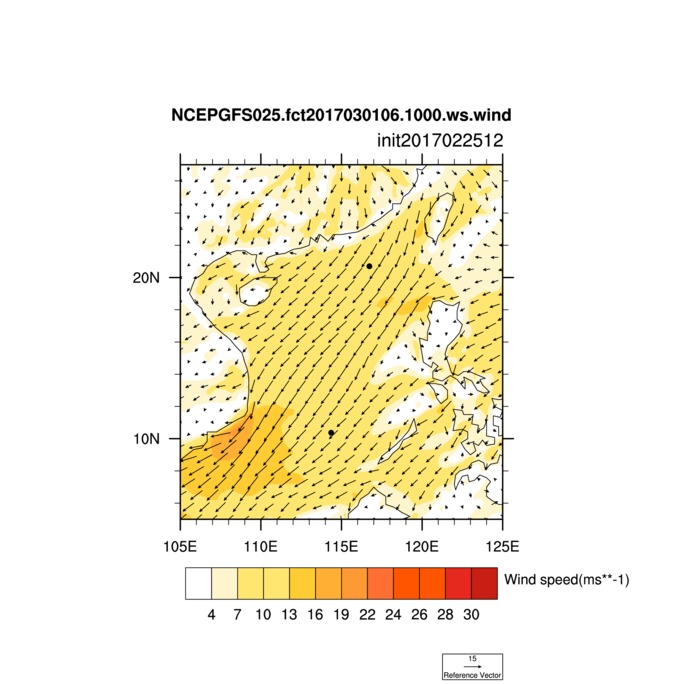 NCEPGFS025.fct2017030106.1000.ws.wind
init2017022512
20N
10N
105E 110E 115E 120E 125E
Wind speed(ms**-1)
4 7 10 13 16 19 22 24 26 28 30
15
Reference Vector